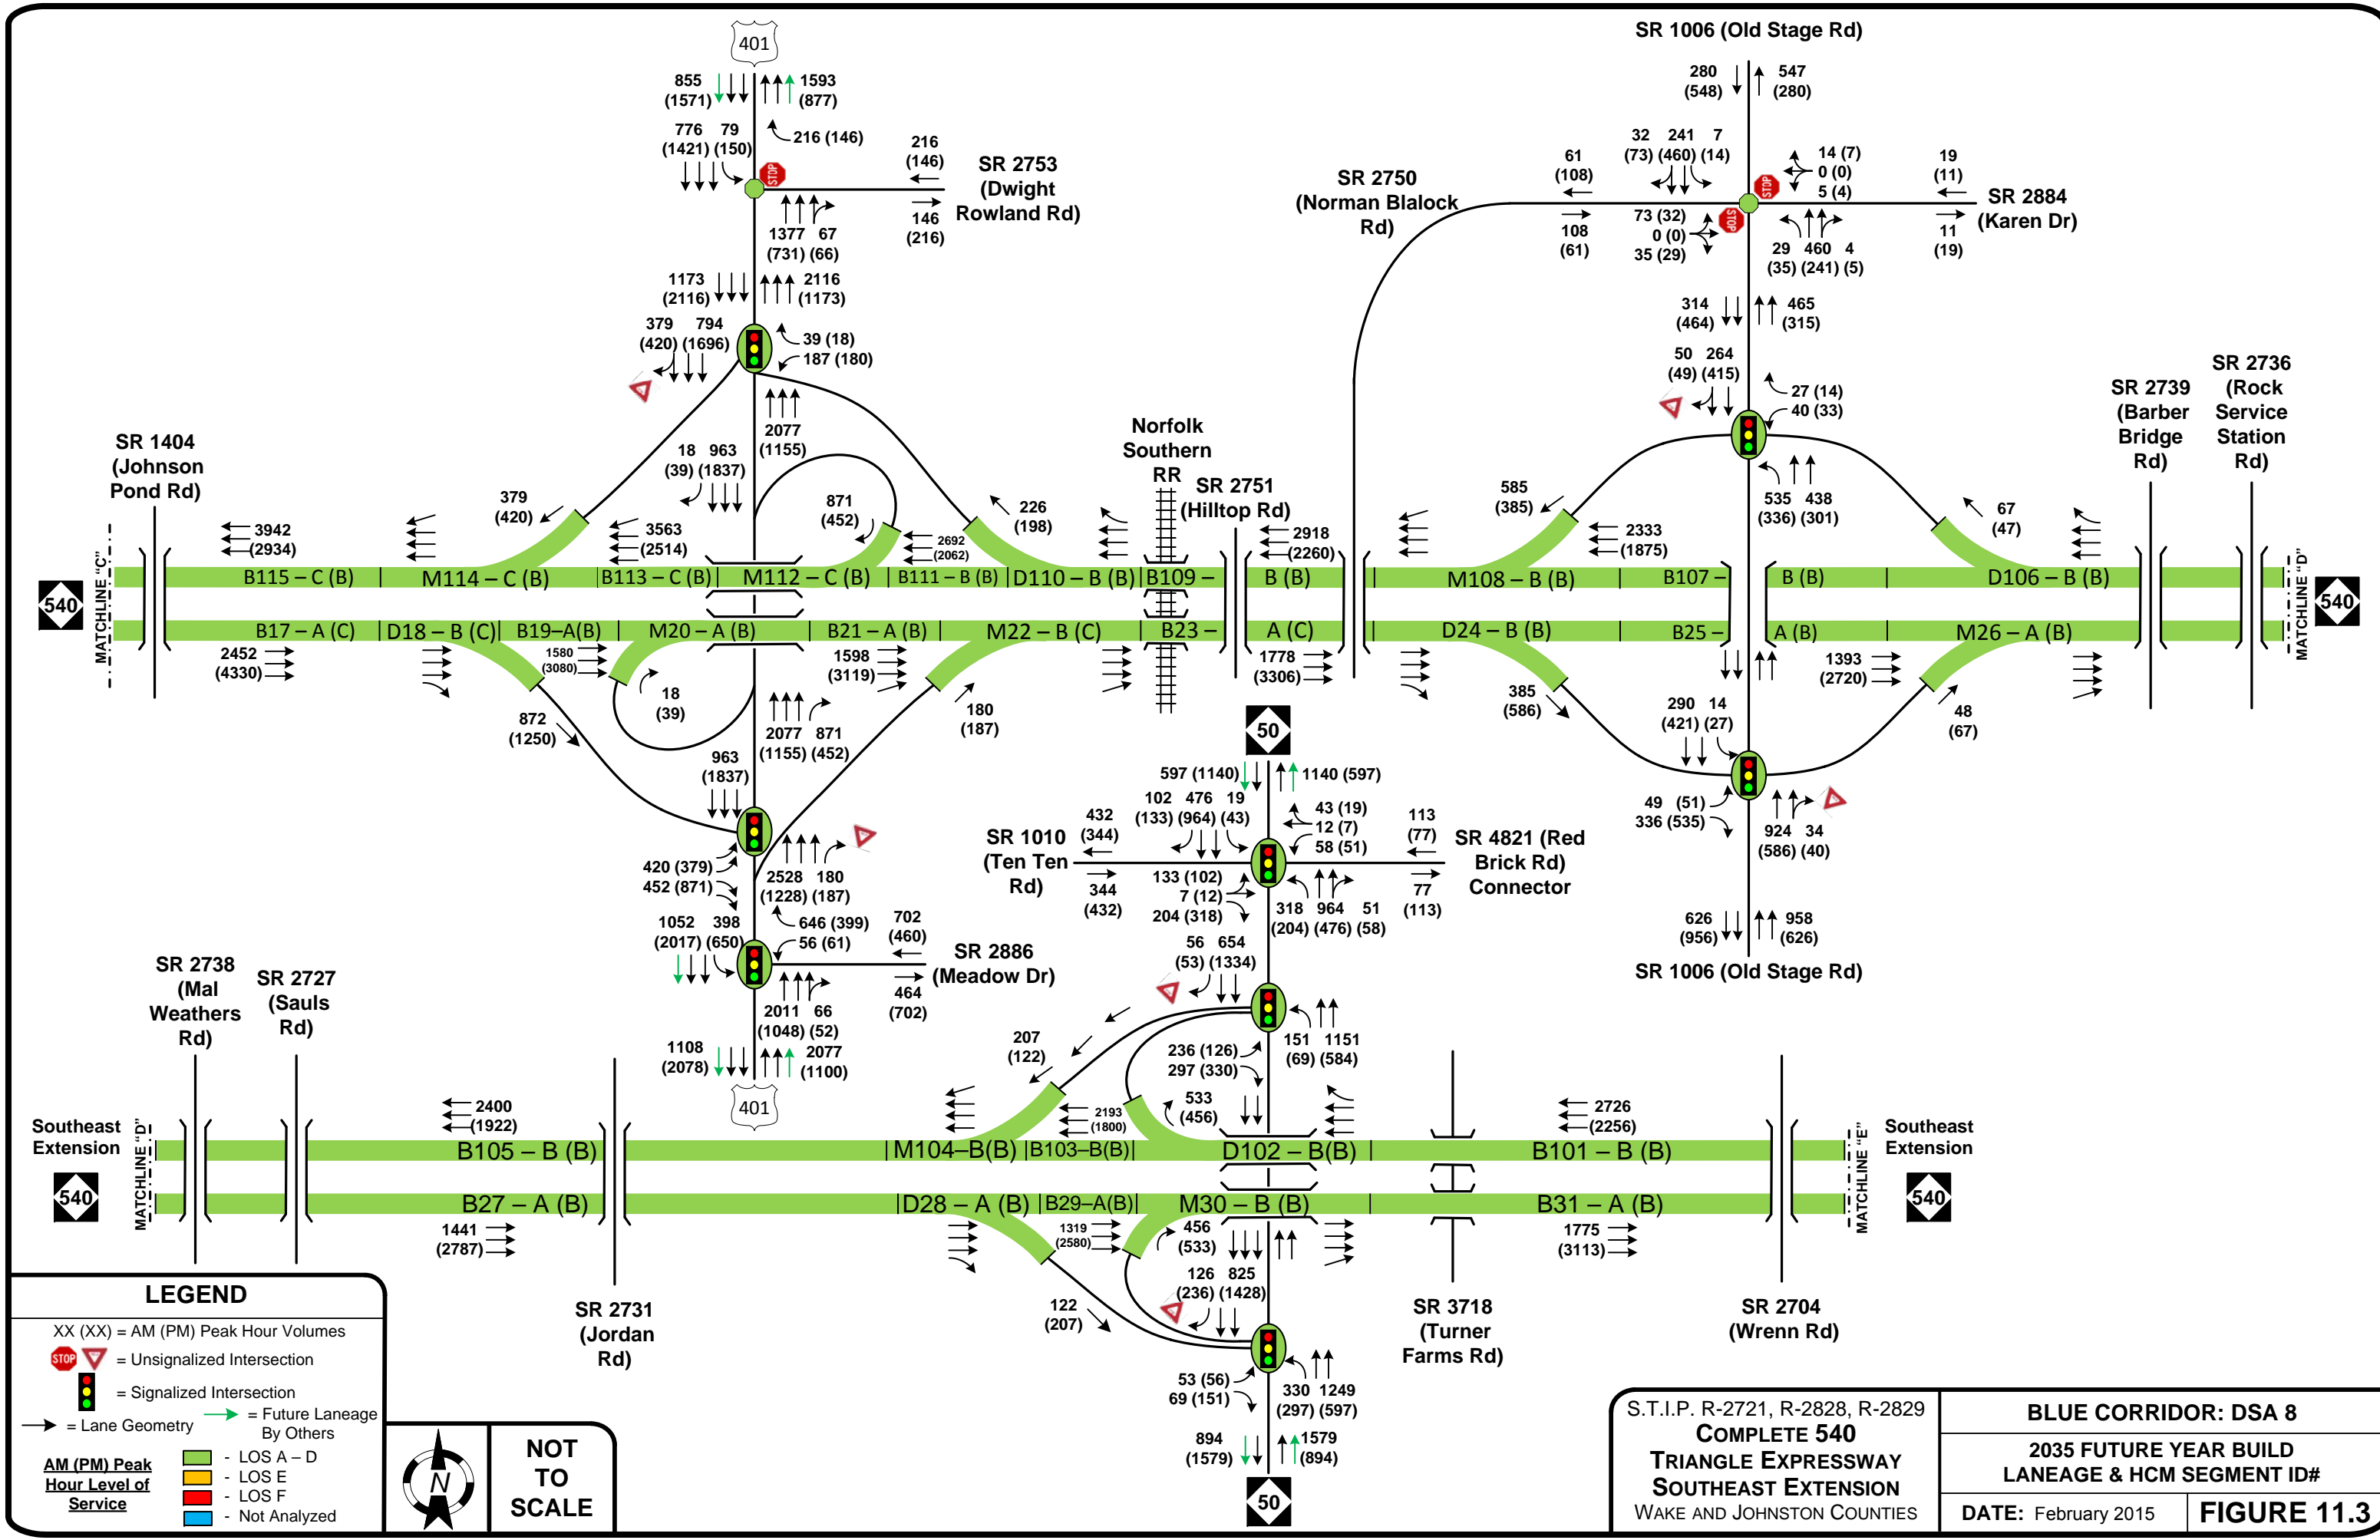 401
855
(1571)
1593
(877)
776 79
(1421) (150)
216 (146)
216
(146)
SR 2753
(Dwight
Rowland Rd)
STOP
146
(216)
1377 67
(731) (66)
1173
(2116)
2116
(1173)
379 794
(420) (1696)
39 (18)
187 (180)
2077
(1155)
18 963
(39) (1837)
SR 1404
(Johnson
Pond Rd)
379
(420)
871
(452)
226
(198)
Norfolk
Southern
RR
SR 2751
(Hilltop Rd)
SR 2750
(Norman Blalock
Rd)
SR 1006 (Old Stage Rd)
280
(548)
547
(280)
32 241 7
(73) (460) (14)
14 (7)
0 (0)
5 (4)
61
(108)
19
(11)
SR 2884
(Karen Dr)
STOP
STOP
108
(61)
73 (32)
0 (0)
35 (29)
29 460 4
(35) (241) (5)
11
(19)
314
(464)
465
(315)
50 264
(49) (415)
27 (14)
40 (33)
SR 2739
(Barber
Bridge
Rd)
SR 2736
(Rock
Service
Station
Rd)
585
(385)
535 438
(336) (301)
67
(47)
3942
(2934)
3563
(2514)
2692
(2062)
2918
(2260)
2333
(1875)
540
MATCHLINE "C"
B115 – C (B)
M114 – C (B)
B113 – C (B)
M112 – C (B)
B111 – B (B)
D110 – B (B)
B109 –
B (B)
M108 – B (B)
B107 –
B (B)
D106 – B (B)
MATCHLINE "D"
540
B17 – A (C)
D18 – B (C)
B19–A(B)
M20 – A (B)
B21 – A (B)
M22 – B (C)
B23 –
A (C)
D24 – B (B)
B25 –
A (B)
M26 – A (B)
2452
(4330)
1580
(3080)
1598
(3119)
1778
(3306)
1393
(2720)
18
(39)
872
(1250)
2077 871
(1155) (452)
180
(187)
385
(586)
290 14
(421) (27)
48
(67)
963
(1837)
420 (379)
452 (871)
2528 180
(1228) (187)
49 (51)
336 (535)
924 34
(586) (40)
626
(956)
958
(626)
SR 1006 (Old Stage Rd)
1052 398
(2017) (650)
646 (399)
56 (61)
702
(460)
SR 2886
(Meadow Dr)
464
(702)
2011 66
(1048) (52)
1108
(2078)
2077
(1100)
401
50
597 (1140)
1140 (597)
102 476 19
(133) (964) (43)
43 (19)
12 (7)
58 (51)
432
(344)
113
(77)
SR 1010
(Ten Ten
Rd)
SR 4821 (Red
Brick Rd)
Connector
344
(432)
133 (102)
7 (12)
204 (318)
318 964 51
(204) (476) (58)
77
(113)
56 654
(53) (1334)
207
(122)
236 (126)
297 (330)
151 1151
(69) (584)
533
(456)
SR 2738
(Mal
Weathers
Rd)
SR 2727
(Sauls
Rd)
2400
(1922)
2193
(1800)
2726
(2256)
Southeast
Extension
540
MATCHLINE "D"
B105 – B (B)
M104–B(B)
B103–B(B)
D102 – B(B)
B101 – B (B)
MATCHLINE "E"
Southeast
Extension
540
B27 – A (B)
D28 – A (B)
B29–A(B)
M30 – B (B)
B31 – A (B)
1441
(2787)
1319
(2580)
456
(533)
1775
(3113)
SR 2731
(Jordan
Rd)
122
(207)
126 825
(236) (1428)
SR 3718
(Turner
Farms Rd)
SR 2704
(Wrenn Rd)
53 (56)
69 (151)
330 1249
(297) (597)
894
(1579)
1579
(894)
50
LEGEND
XX (XX) = AM (PM) Peak Hour Volumes
STOP = Unsignalized Intersection
= Signalized Intersection
= Lane Geometry
= Future Laneage
By Others
AM (PM) Peak
Hour Level of
Service
- LOS A – D
- LOS E
- LOS F
- Not Analyzed
N
NOT
TO
SCALE
S.T.I.P. R-2721, R-2828, R-2829
COMPLETE 540
TRIANGLE EXPRESSWAY
SOUTHEAST EXTENSION
WAKE AND JOHNSTON COUNTIES
BLUE CORRIDOR: DSA 8
2035 FUTURE YEAR BUILD
LANEAGE & HCM SEGMENT ID#
DATE: February 2015
FIGURE 11.3